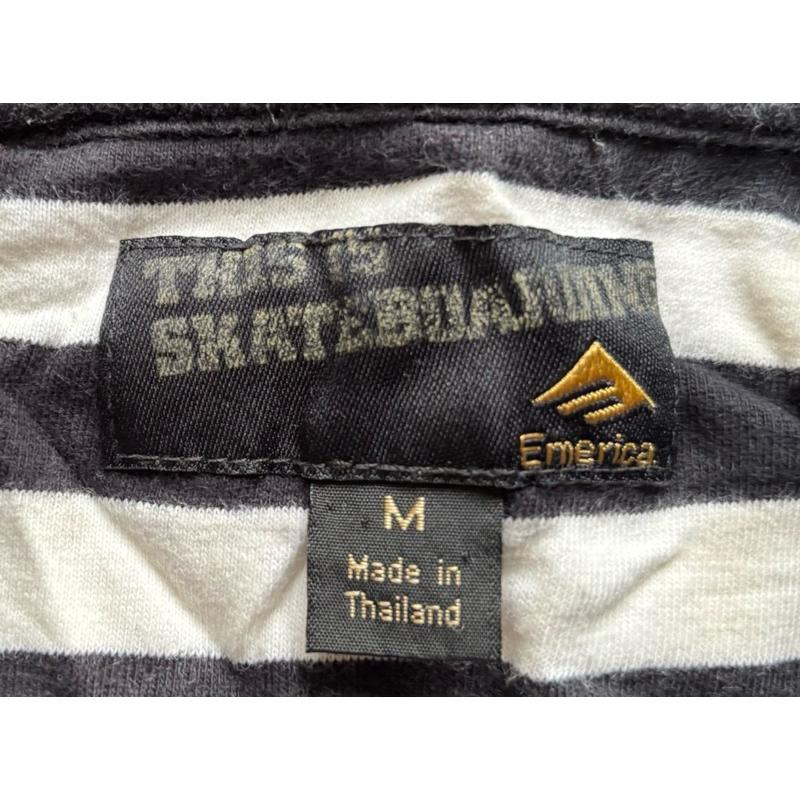 THIS IS
SKATEBOARDING
Emerica
M
Made in
Thailand